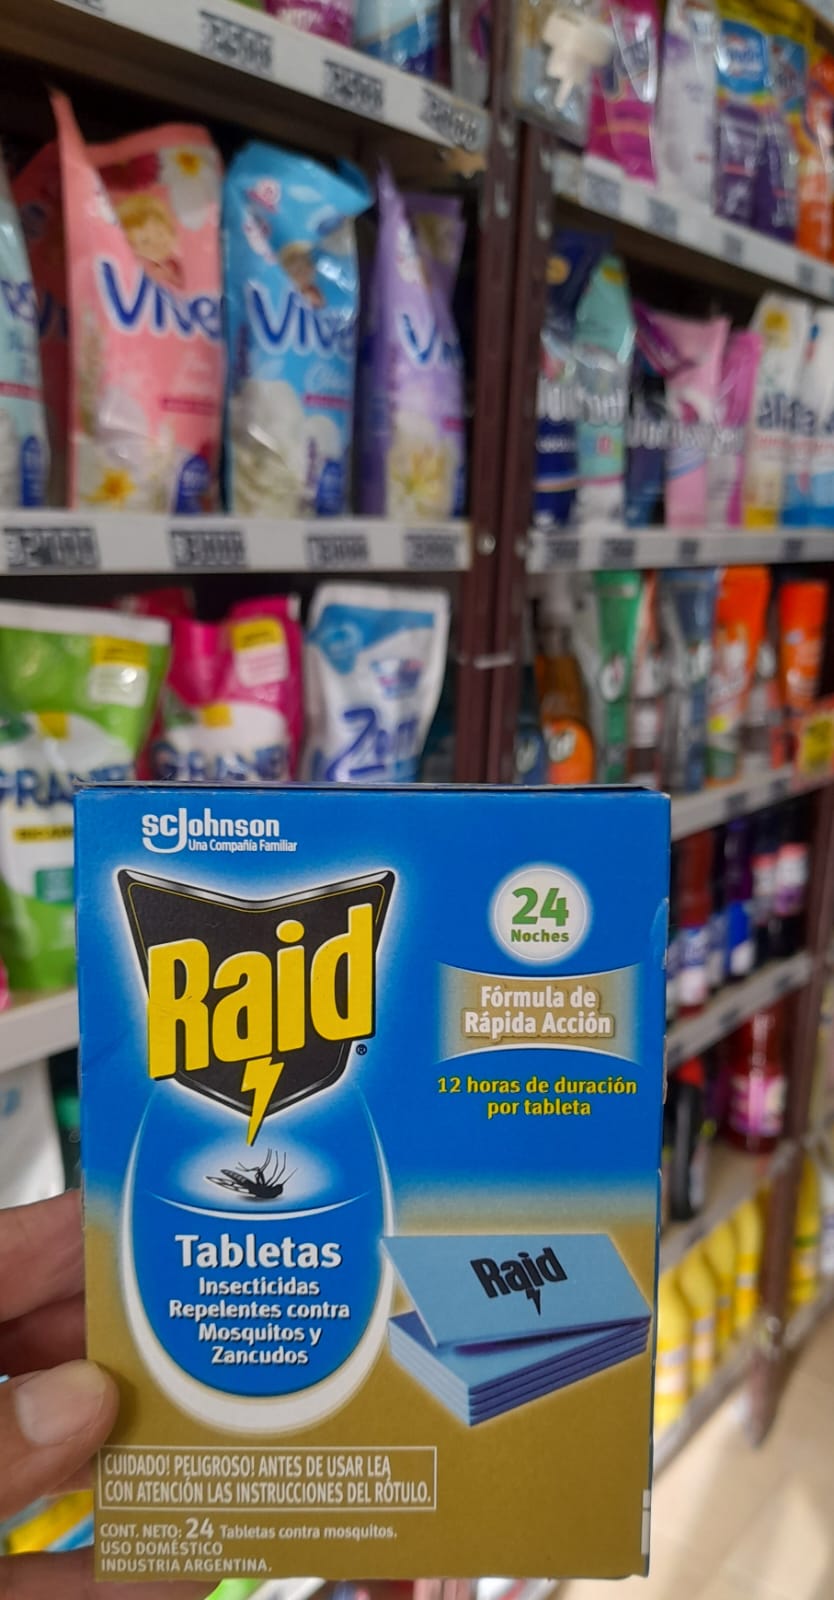 Vive
Vive
scjohnson
Una Compañía Familiar
Raid
®
24
Noches
Fórmula de
Rápida Acción
12 horas de duración
por tableta
Tabletas
Insecticidas
Repelentes contra
Mosquitos y
Zancudos
Raid
CUIDADO! PELIGROSO! ANTES DE USAR LEA
CON ATENCIÓN LAS INSTRUCCIONES DEL RÓTULO.
CONT. NETO: 24 Tabletas contra mosquitos.
USO DOMÉSTICO
INDUSTRIA ARGENTINA.